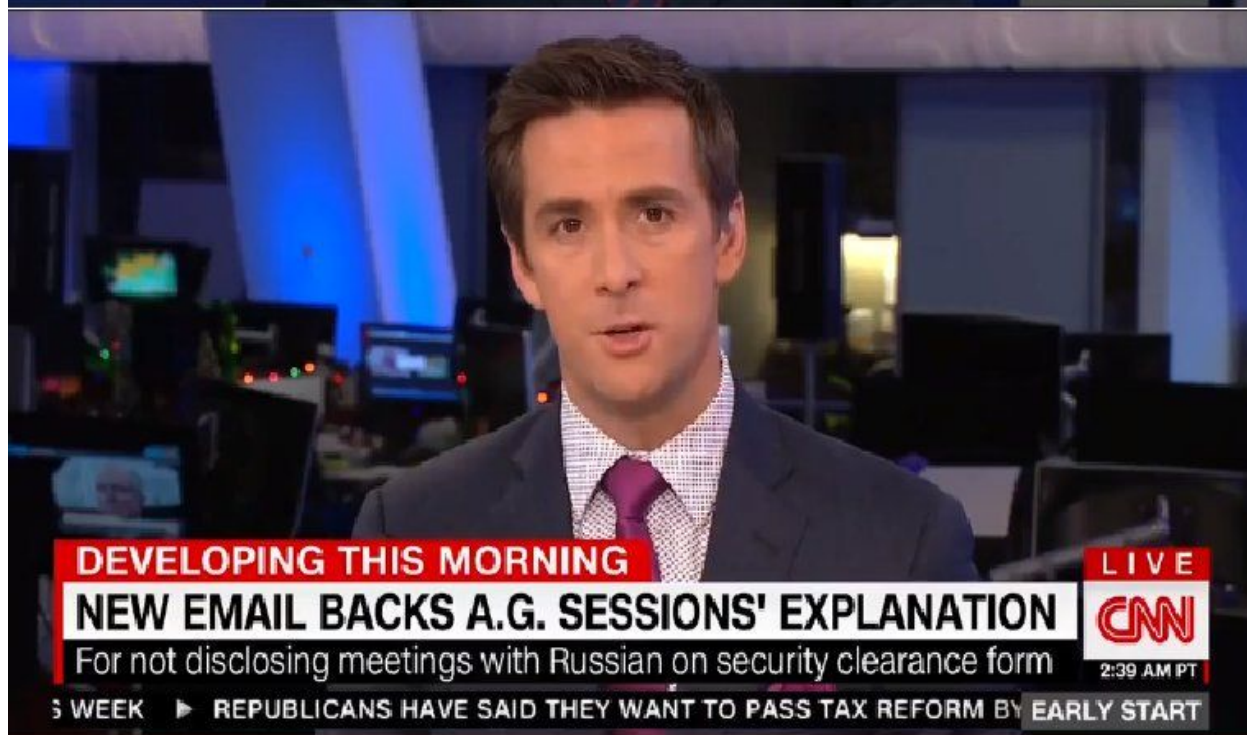 DEVELOPING THIS MORNING
NEW EMAIL BACKS A.G. SESSIONS' EXPLANATION
For not disclosing meetings with Russian on security clearance form
LIVE
CNN
2:39 AM PT
WEEK ▶ REPUBLICANS HAVE SAID THEY WANT TO PASS TAX REFORM BY
EARLY START